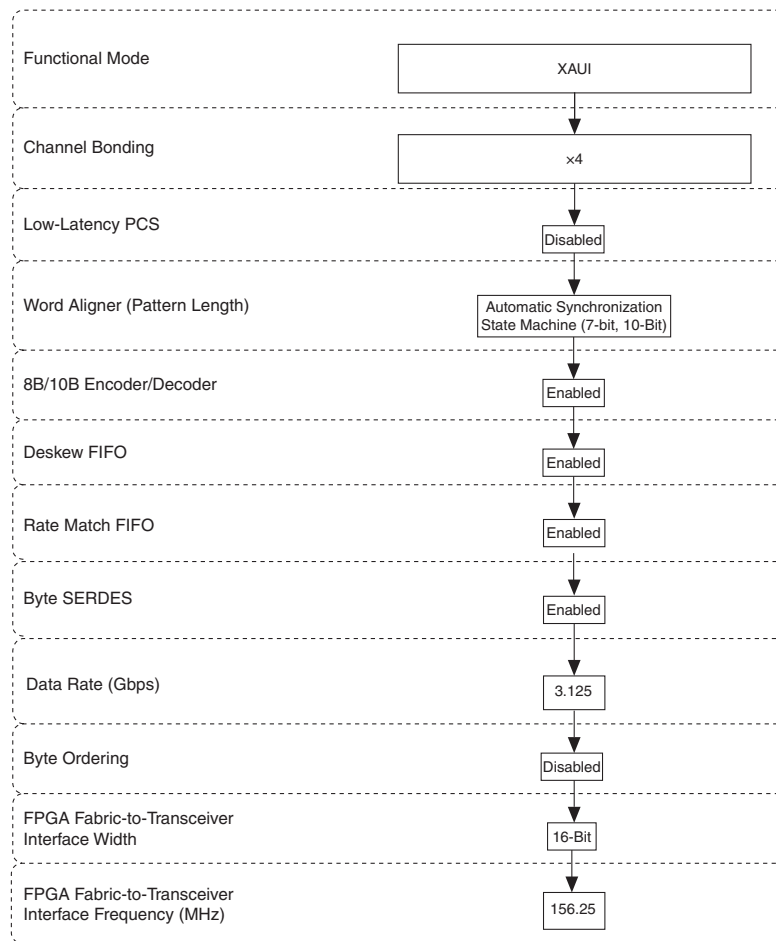 Functional Mode
XAUI
Channel Bonding
×4
Low-Latency PCS
Disabled
Word Aligner (Pattern Length)
Automatic Synchronization
State Machine (7-bit, 10-Bit)
8B/10B Encoder/Decoder
Enabled
Deskew FIFO
Enabled
Rate Match FIFO
Enabled
Byte SERDES
Enabled
Data Rate (Gbps)
3.125
Byte Ordering
Disabled
FPGA Fabric-to-Transceiver
Interface Width
16-Bit
FPGA Fabric-to-Transceiver
Interface Frequency (MHz)
156.25